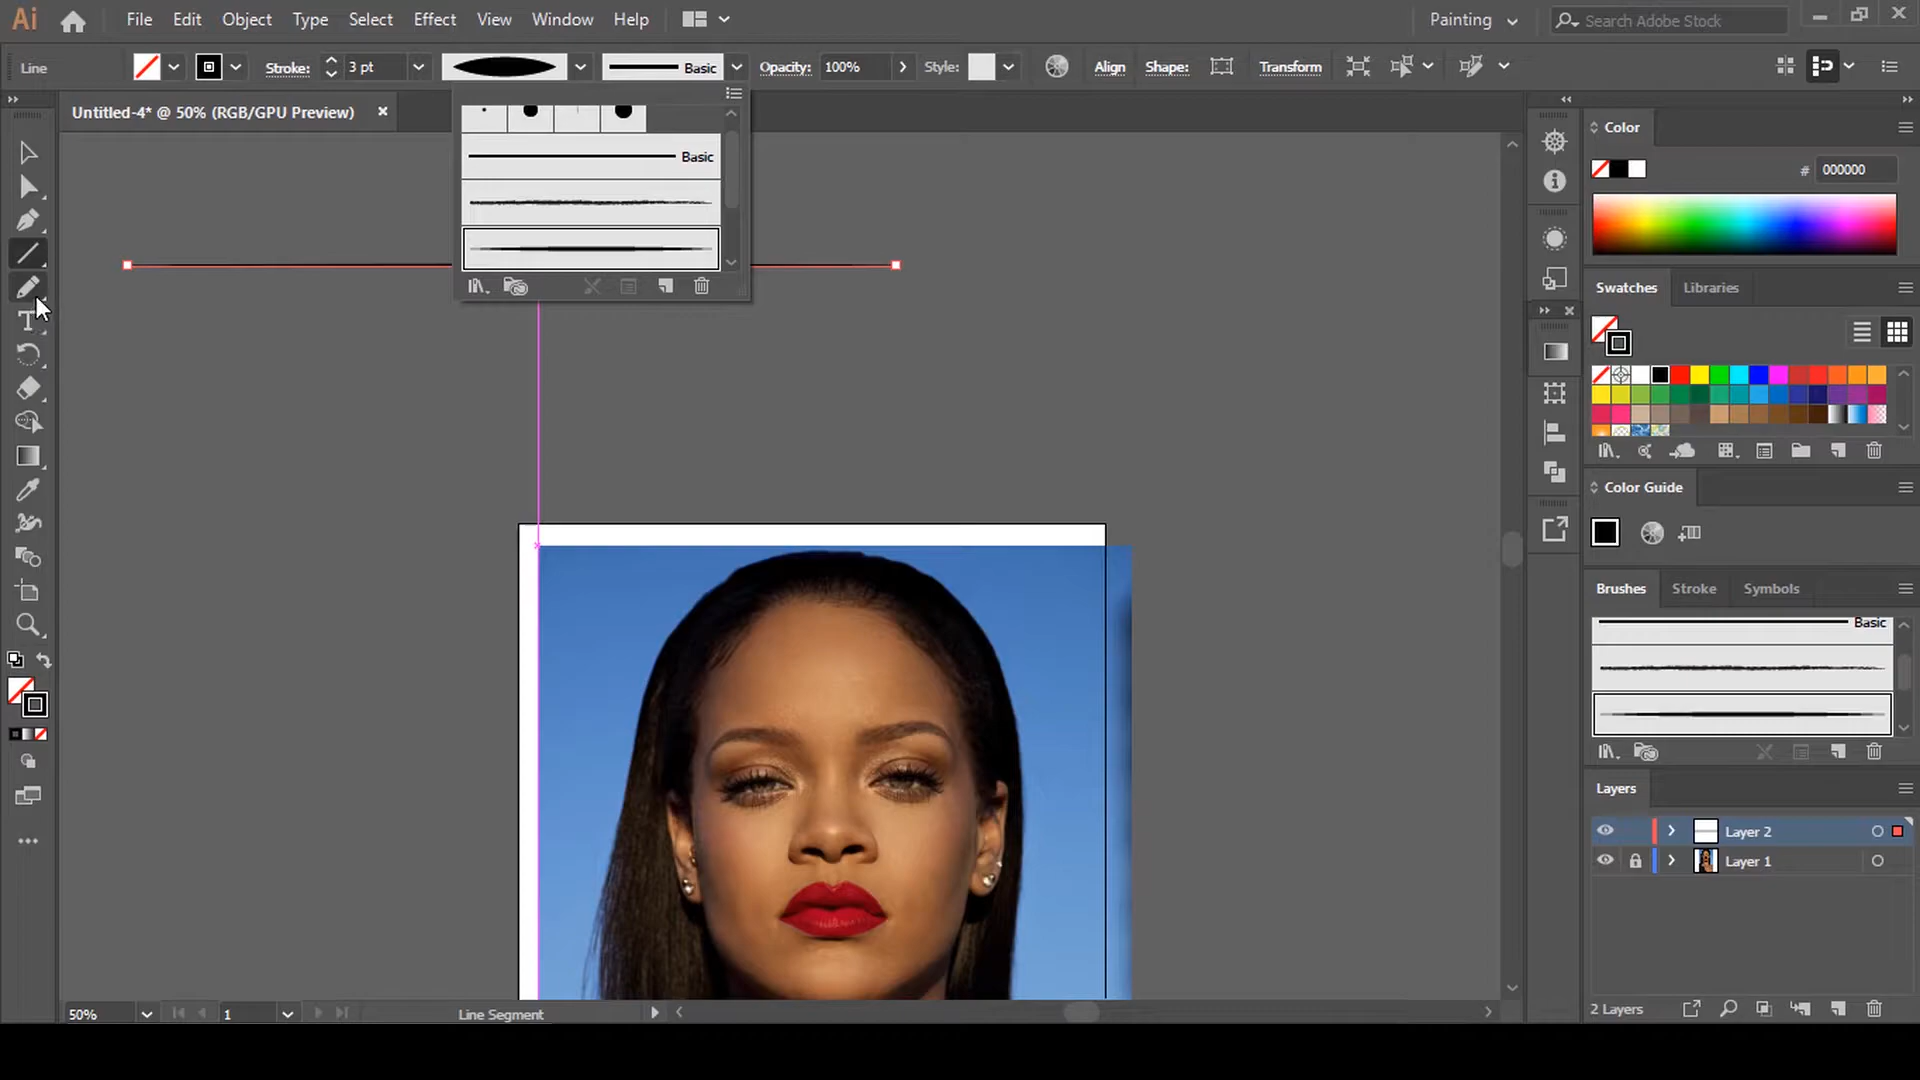 Ai File Edit Object Type Select Effect View Window Help Painting Search Adobe Stock
Line Stroke: 3 pt Basic Opacity: 100% Style: Align Shape: Transform
Untitled-4* @ 50% (RGB/GPU Preview)
Color
Basic
# 000000
Swatches Libraries
T
Color Guide
Brushes Stroke Symbols
Basic
Layers
Layer 2
Layer 1
50% 1 Line Segment 2 Layers